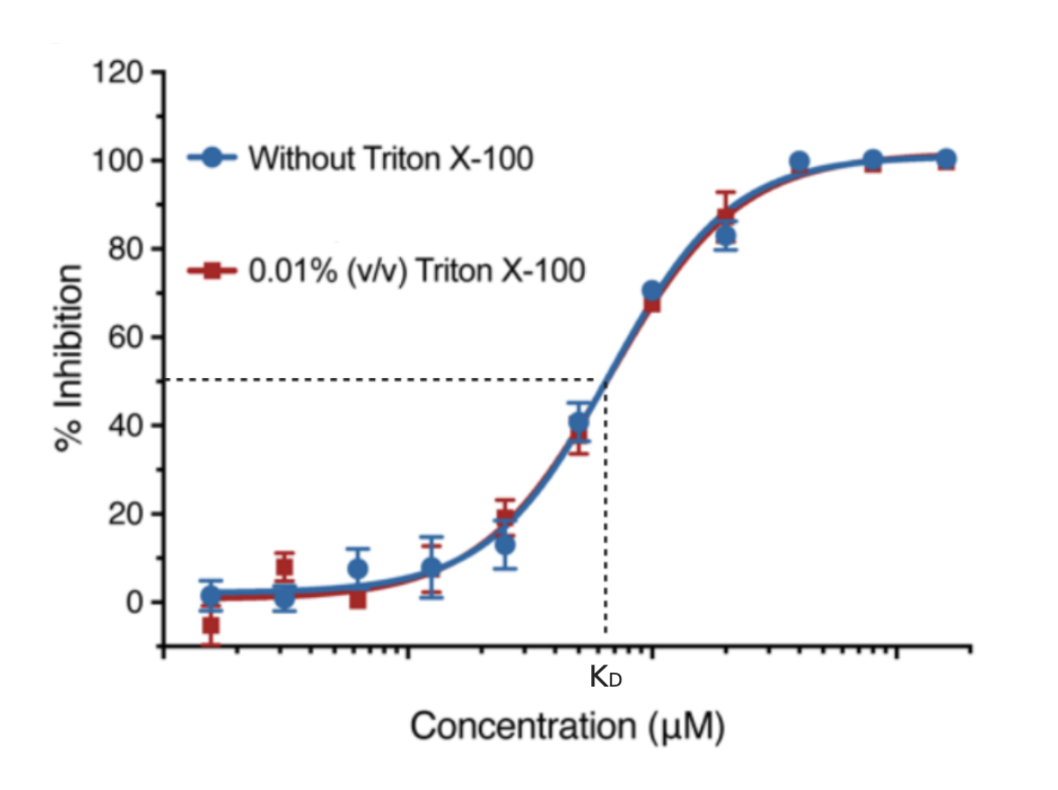 120
100
80
60
40
20
0
% Inhibition
Without Triton X-100
0.01% (v/v) Triton X-100
KD
Concentration (μM)